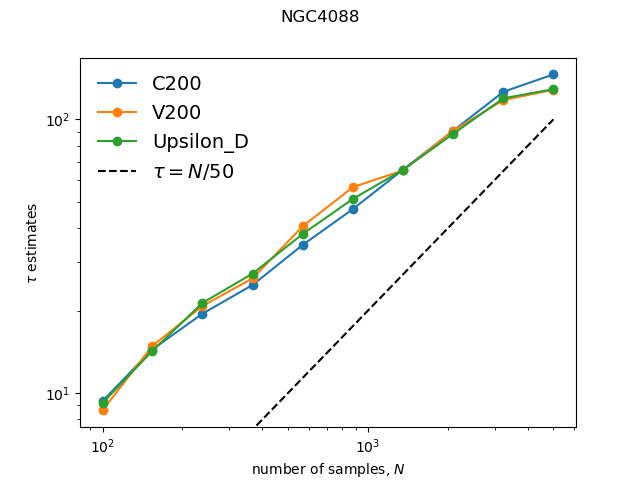 NGC4088
C200
V200
Upsilon_D
τ = N/50
10²
10¹
τ estimates
10² 10³
number of samples, N